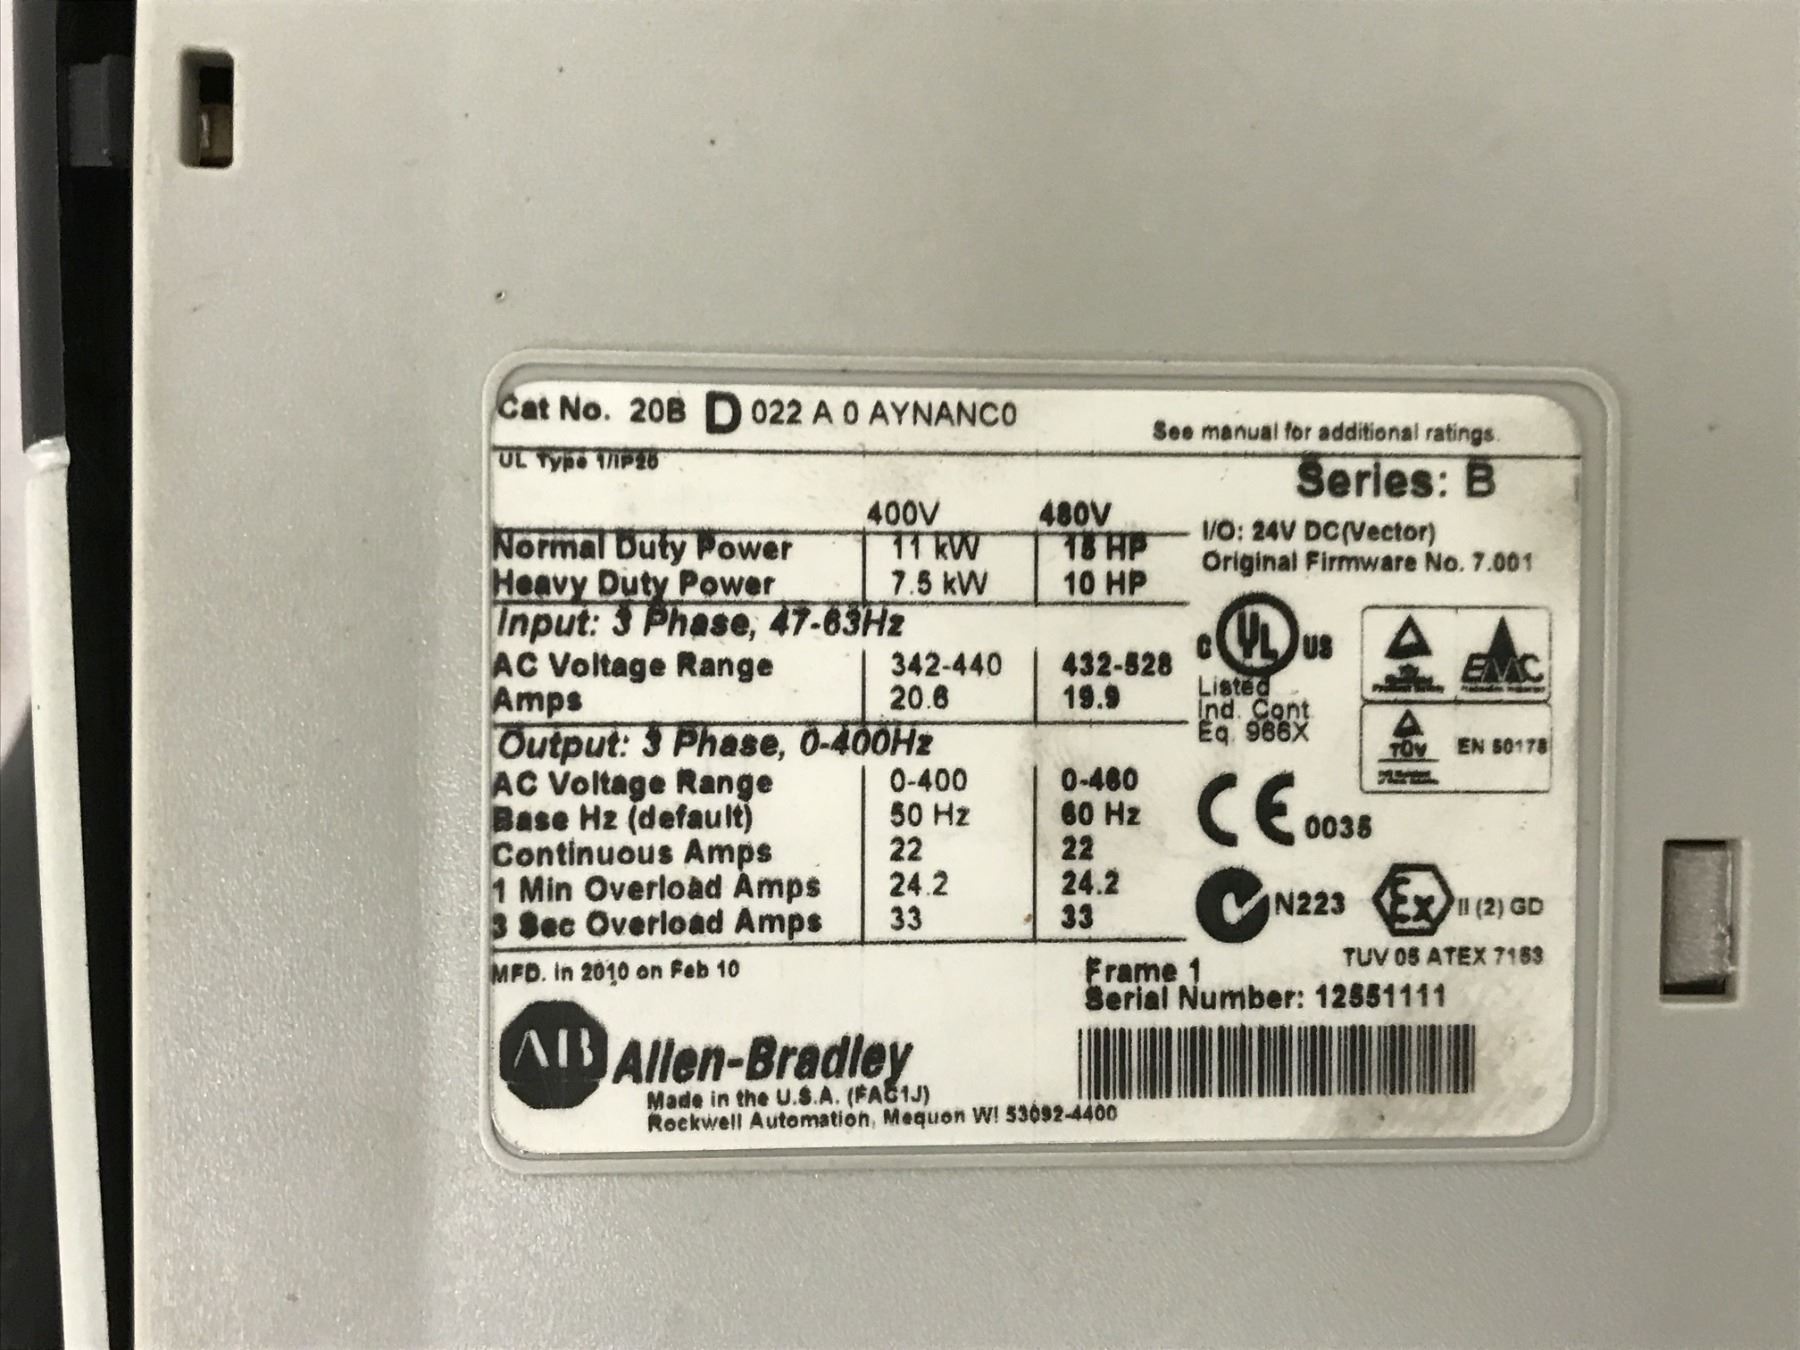 Cat No. 20B D 022 A 0 AYNANC0
See manual for additional ratings.
UL Type 1/IP20
Series: B
400V 480V
I/O: 24V DC(Vector)
Normal Duty Power 11 kW 15 HP
Original Firmware No. 7.001
Heavy Duty Power 7.5 kW 10 HP
Input: 3 Phase, 47-63Hz
AC Voltage Range 342-440 432-528
Amps 20.6 19.9
C UL US
Listed
Ind. Cont
Eq. 966X
EMC
TÜV
EN 50178
Output: 3 Phase, 0-400Hz
AC Voltage Range 0-400 0-460
Base Hz (default) 50 Hz 60 Hz
Continuous Amps 22 22
1 Min Overload Amps 24.2 24.2
3 Sec Overload Amps 33 33
CE 0035
N223
Ex II (2) GD
TUV 05 ATEX 7153
MFD. in 2010 on Feb 10
Frame 1
Serial Number: 12551111
AB Allen-Bradley
Made in the U.S.A. (FAC1J)
Rockwell Automation, Mequon WI 53092-4400